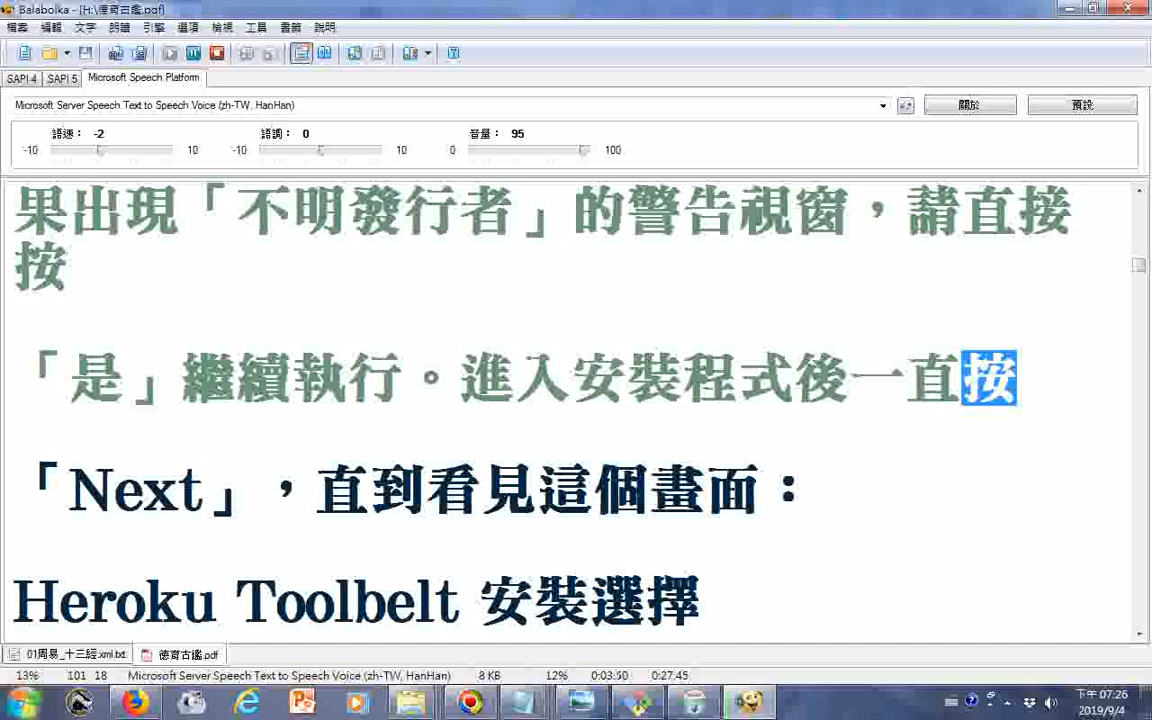 Balabolka - [H:\德育古鑑.pdf]
檔案 編輯 文字 朗讀 引擎 選項 檢視 工具 書籤 說明
SAPI 4 SAPI 5 Microsoft Speech Platform
Microsoft Server Speech Text to Speech Voice (zh-TW, HanHan) 關於 預設
語速： -2 語調： 0 音量： 95
-10 10 -10 10 0 100
果出現「不明發行者」的警告視窗，請直接
按
「是」繼續執行。進入安裝程式後一直按
「Next」，直到看見這個畫面：
Heroku Toolbelt 安裝選擇
01周易_十三經.xml.txt 德育古鑑.pdf
13% 101 18 Microsoft Server Speech Text to Speech Voice (zh-TW, HanHan) 8 KB 12% 0:03:50 0:27:45
下午 07:26
2019/9/4